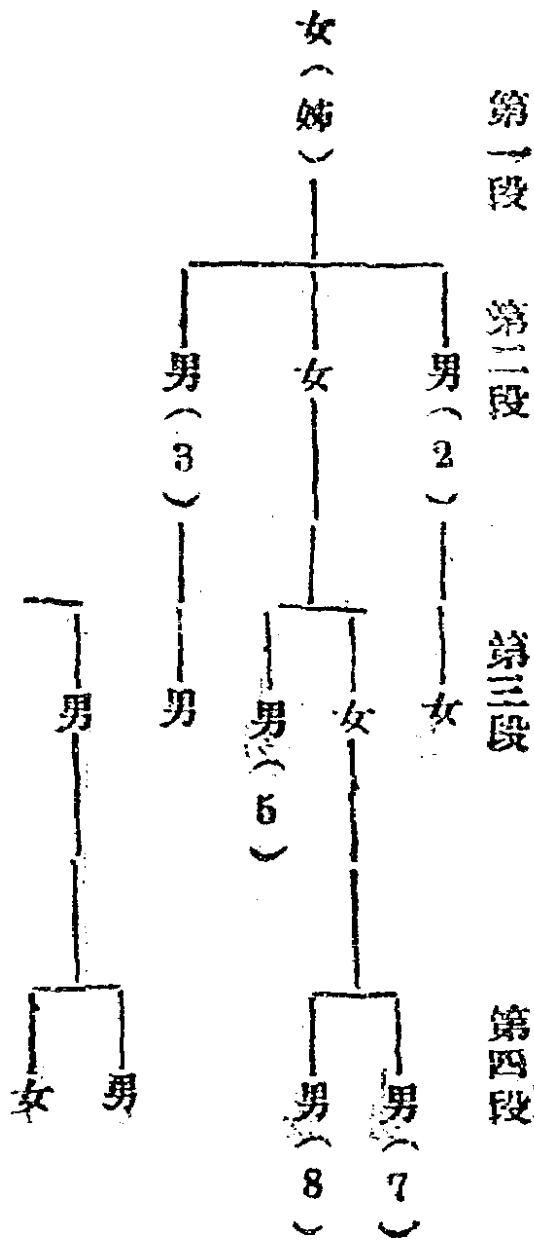 第一段
女(姊)
第二段
男(2)
女
男(3)
第三段
女
女
男(5)
男
男
第四段
男(7)
男(8)
男
女